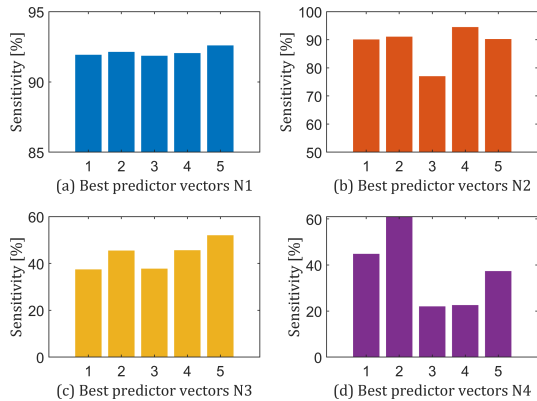 Sensitivity [%]
95
90
85
1 2 3 4 5
(a) Best predictor vectors N1
Sensitivity [%]
100
90
80
70
60
50
1 2 3 4 5
(b) Best predictor vectors N2
Sensitivity [%]
60
40
20
0
1 2 3 4 5
(c) Best predictor vectors N3
Sensitivity [%]
60
40
20
0
1 2 3 4 5
(d) Best predictor vectors N4